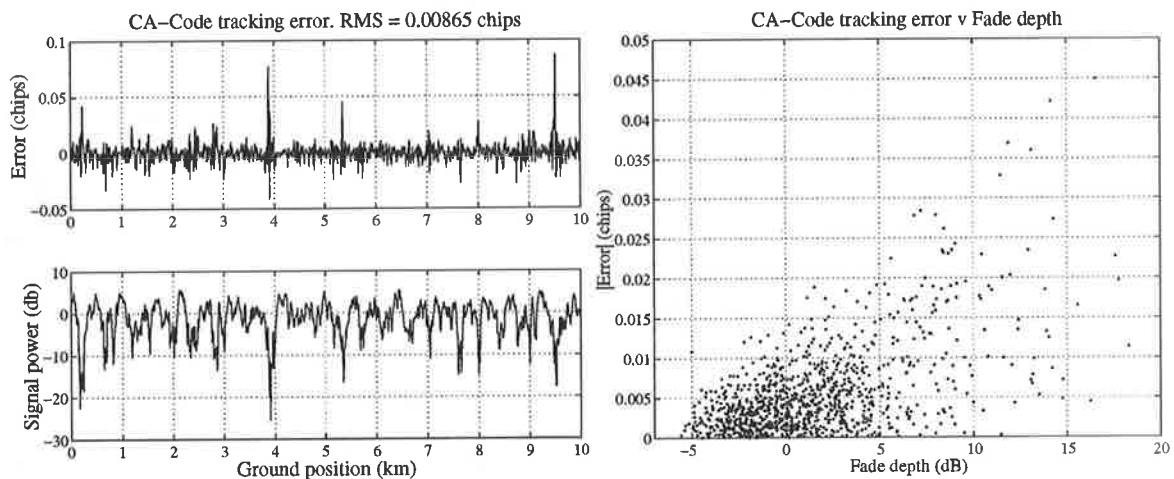 CA-Code tracking error. RMS = 0.00865 chips
0.1
0.05
0
-0.05
Error (chips)
0 1 2 3 4 5 6 7 8 9 10
10
0
-10
-20
-30
Signal power (db)
0 1 2 3 4 5 6 7 8 9 10
Ground position (km)
CA-Code tracking error v Fade depth
0.05
0.045
0.04
0.035
0.03
0.025
0.02
0.015
0.01
0.005
0
|Error| (chips)
-5 0 5 10 15 20
Fade depth (dB)